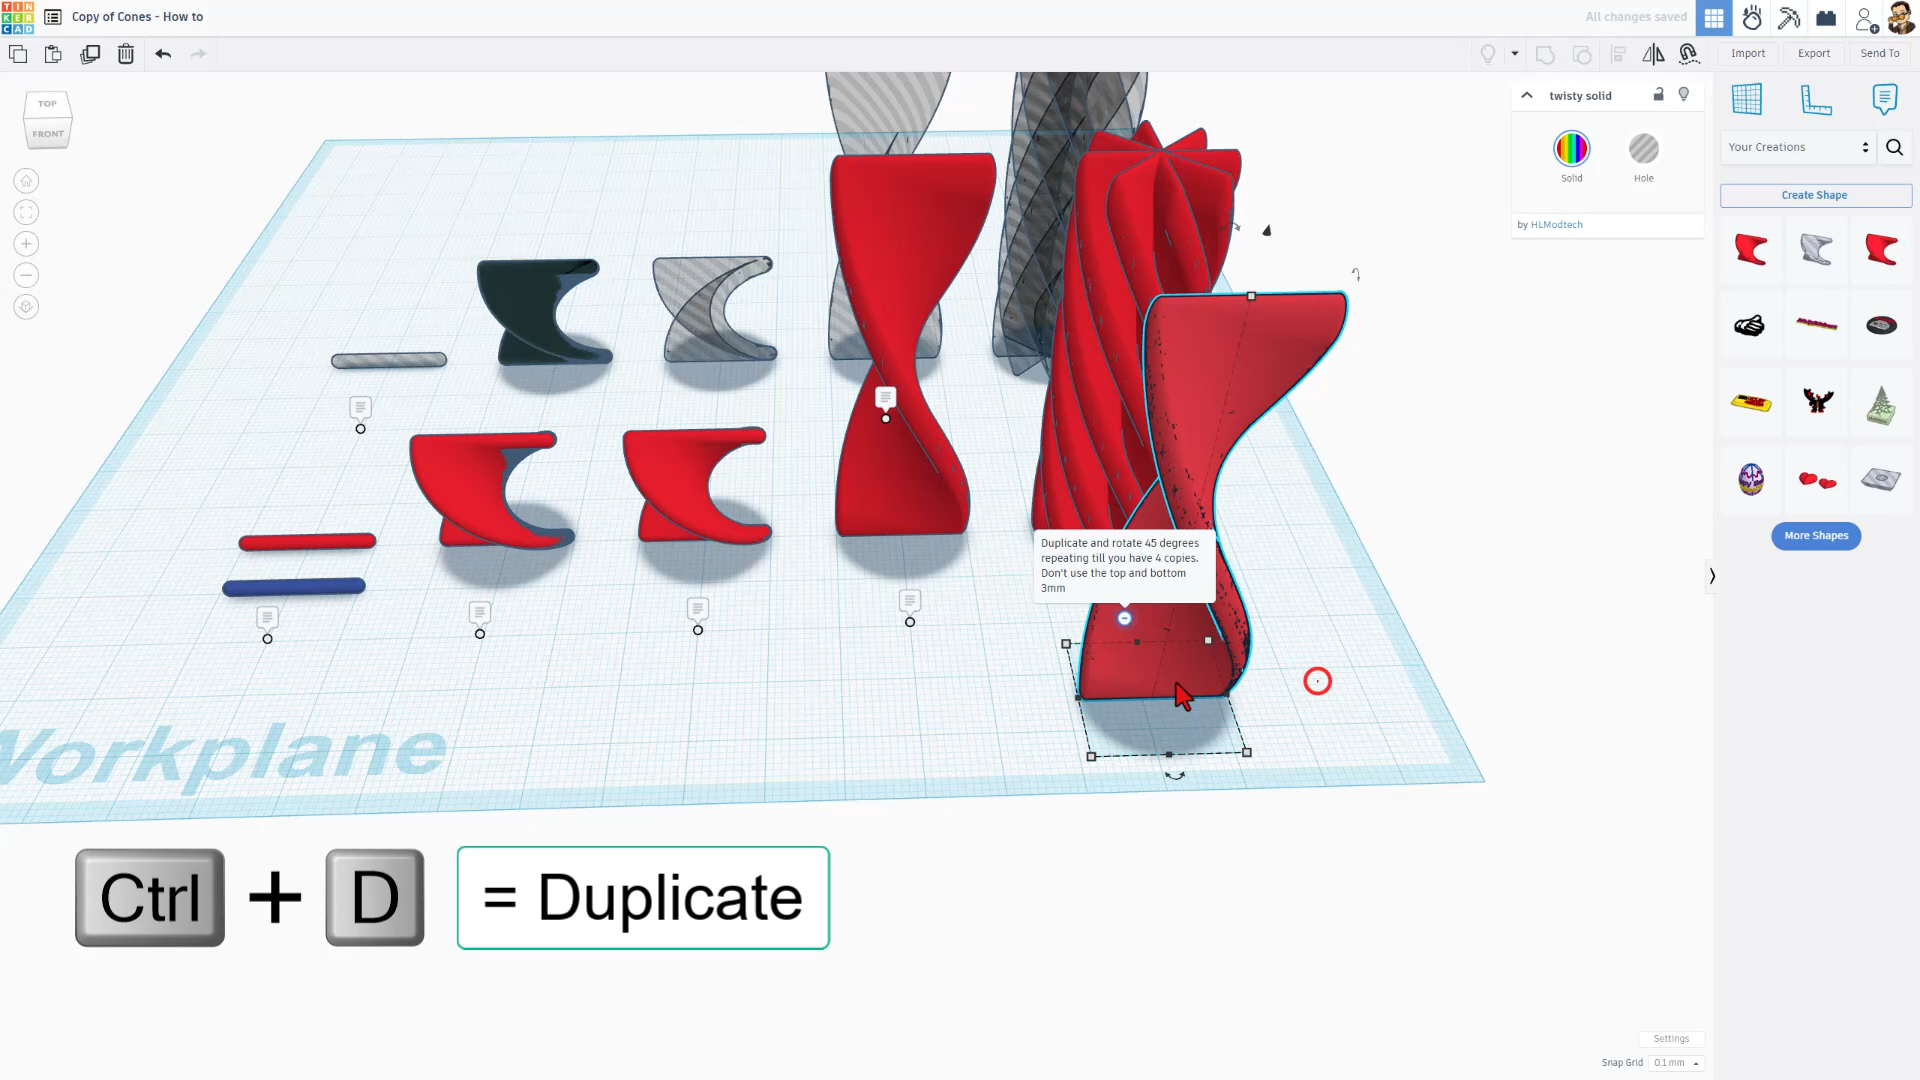 TIN
KER
CAD
Copy of Cones - How to
All changes saved
Import
Export
Send To
TOP
FRONT
twisty solid
Solid
Hole
by HLModtech
Your Creations
Create Shape
More Shapes
Duplicate and rotate 45 degrees
repeating till you have 4 copies.
Don't use the top and bottom
3mm
Workplane
Ctrl + D = Duplicate
Settings
Snap Grid 0.1 mm